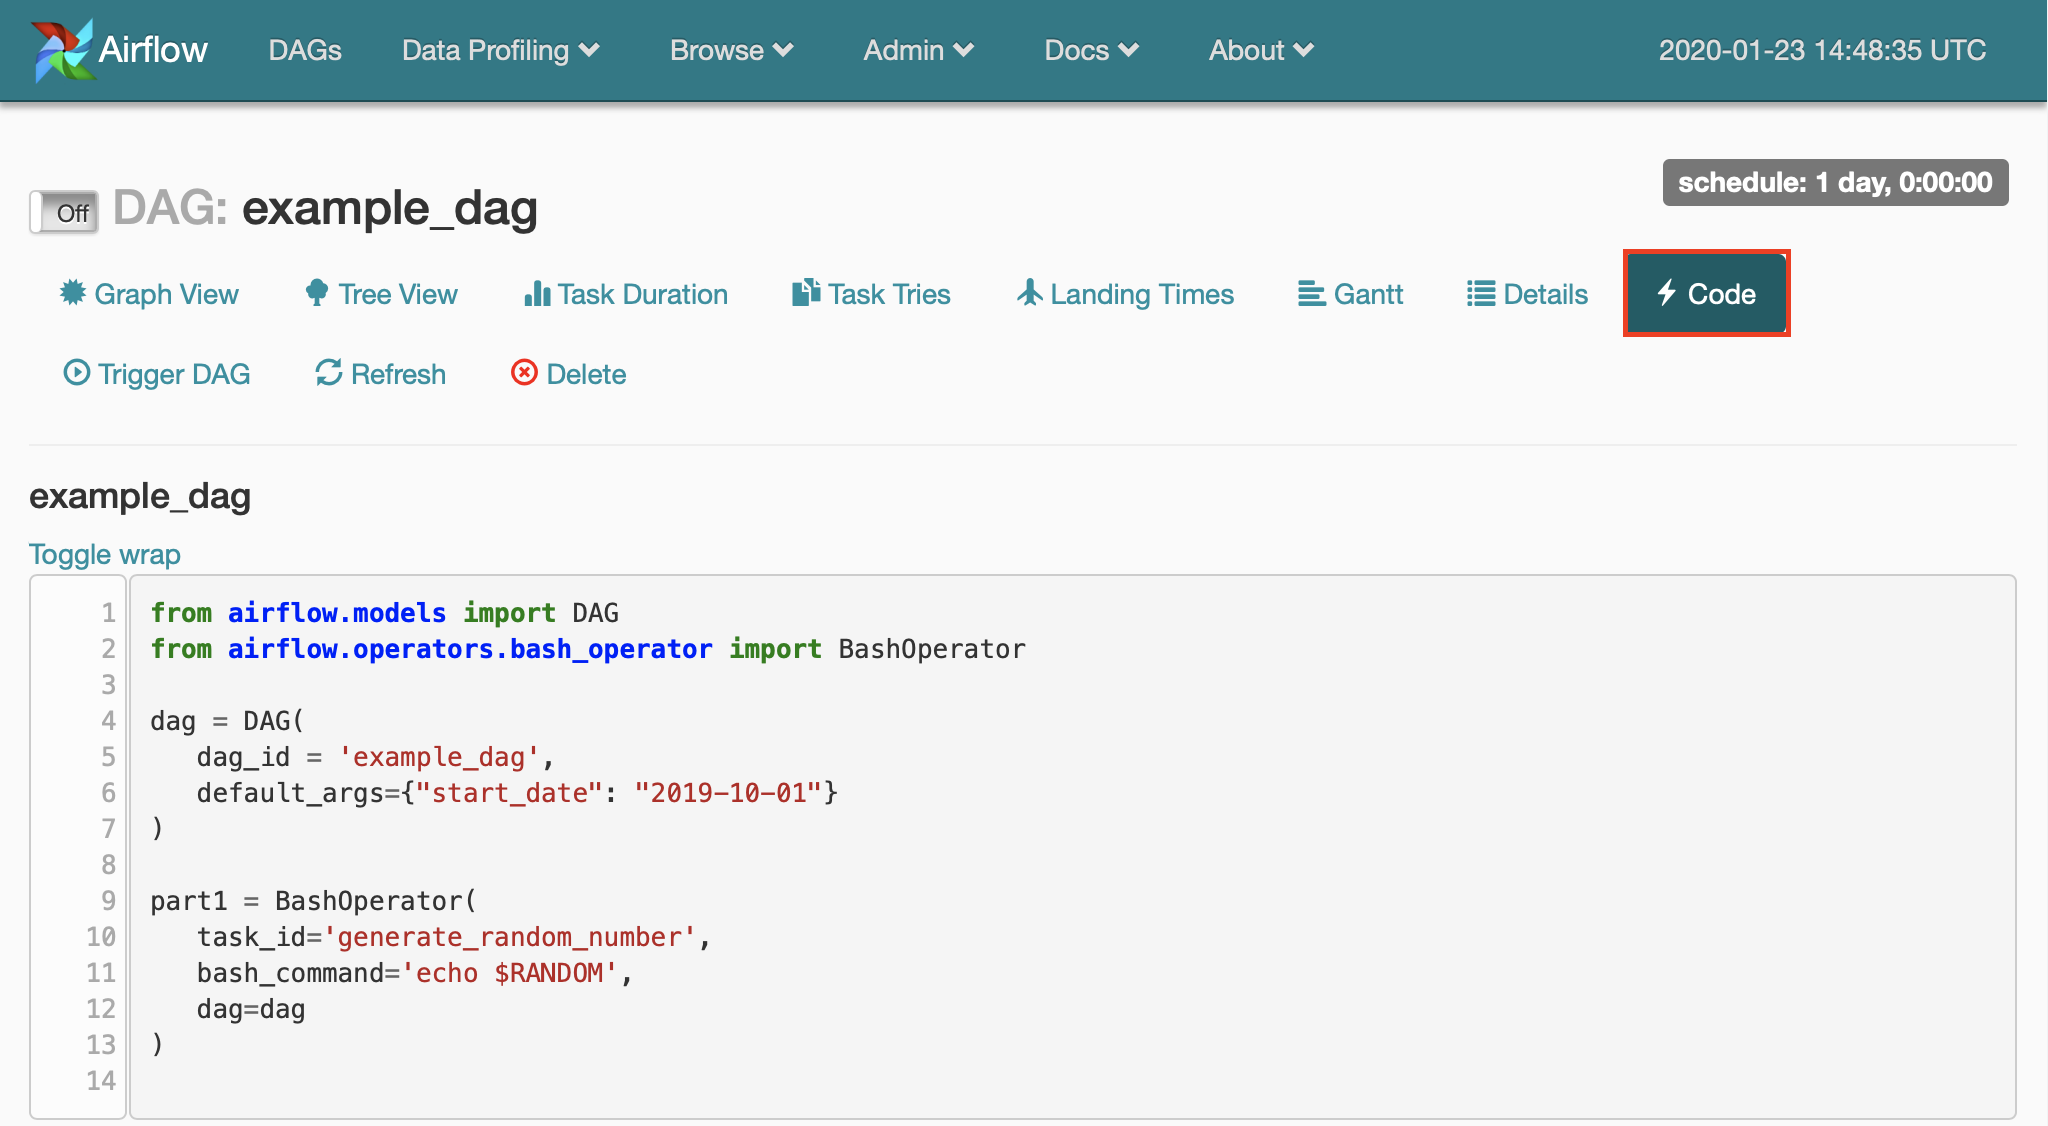 Airflow DAGs Data Profiling Browse Admin Docs About 2020-01-23 14:48:35 UTC
schedule: 1 day, 0:00:00
Off DAG: example_dag
Graph View Tree View Task Duration Task Tries Landing Times Gantt Details Code
Trigger DAG Refresh Delete
example_dag
Toggle wrap
1 from airflow.models import DAG
2 from airflow.operators.bash_operator import BashOperator
3
4 dag = DAG(
5    dag_id = 'example_dag',
6    default_args={"start_date": "2019-10-01"}
7 )
8
9 part1 = BashOperator(
10    task_id='generate_random_number',
11    bash_command='echo $RANDOM',
12    dag=dag
13 )
14